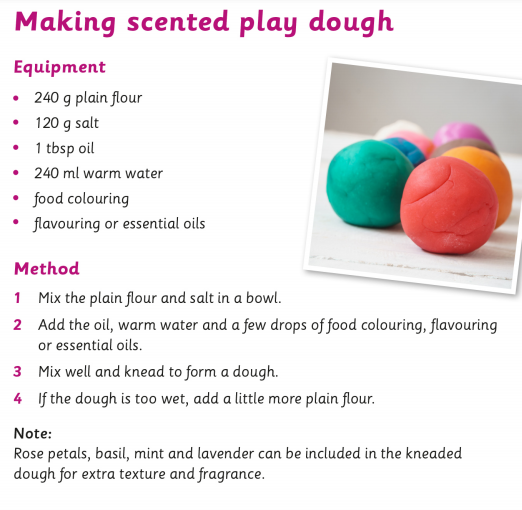 Making scented play dough
Equipment
• 240 g plain flour
• 120 g salt
• 1 tbsp oil
• 240 ml warm water
• food colouring
• flavouring or essential oils
Method
1 Mix the plain flour and salt in a bowl.
2 Add the oil, warm water and a few drops of food colouring, flavouring
or essential oils.
3 Mix well and knead to form a dough.
4 If the dough is too wet, add a little more plain flour.
Note:
Rose petals, basil, mint and lavender can be included in the kneaded
dough for extra texture and fragrance.